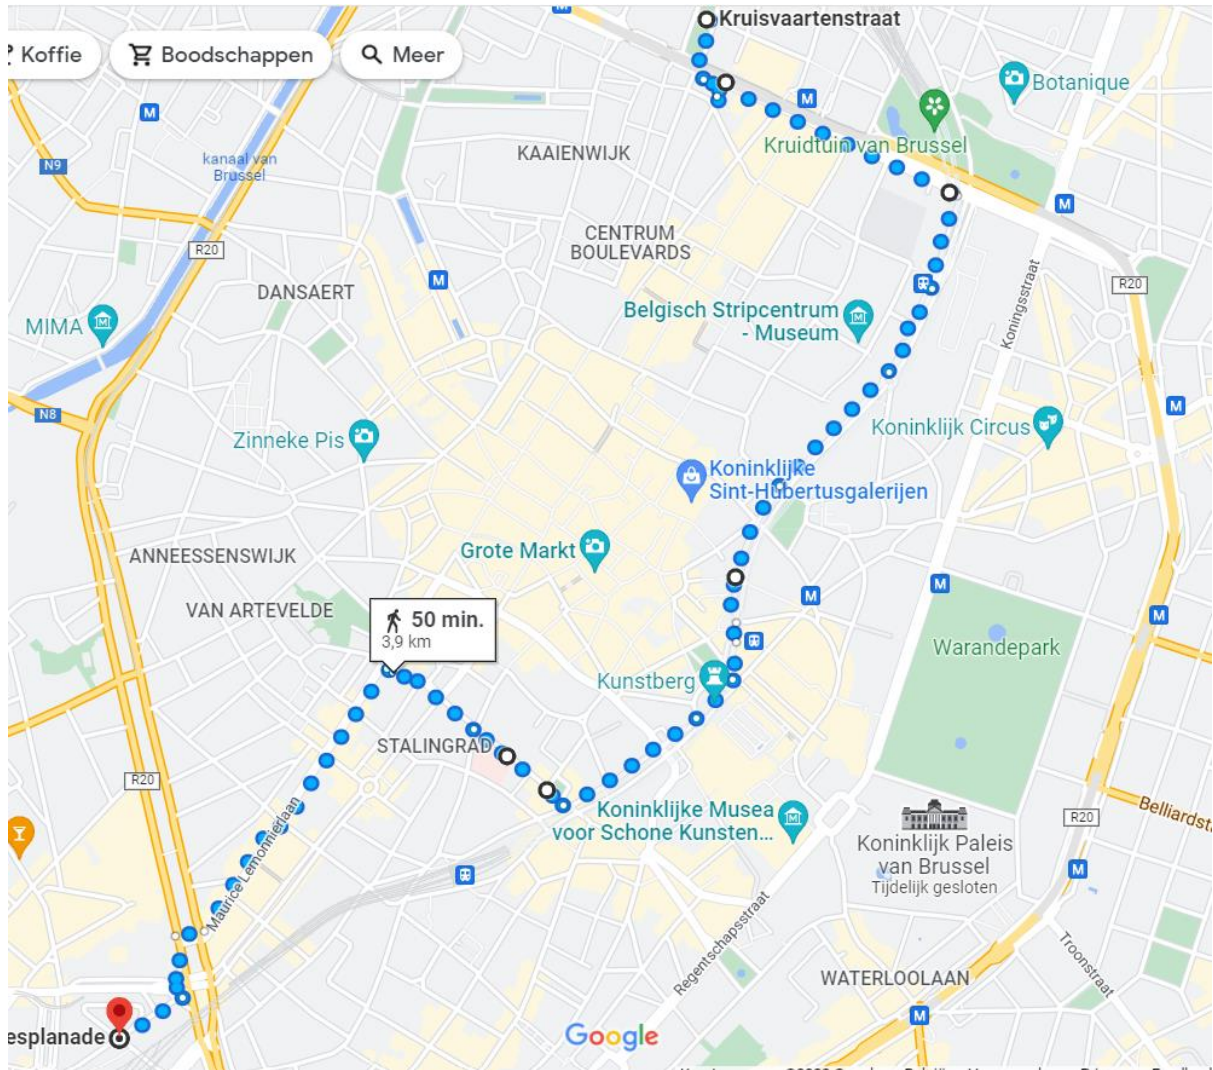 Kruisvaartenstraat
Koffie
Boodschappen
Meer
Botanique
M
M
Kruidtuin van Brussel
KAAIENWIJK
N9
kanaal van
Brussel
M
CENTRUM
BOULEVARDS
R20
M
R20
DANSAERT
Koningsstraat
Belgisch Stripcentrum
- Museum
MIMA
N8
M
Koninklijk Circus
Zinneke Pis
Koninklijke
Sint-Hubertusgalerijen
Grote Markt
ANNEESSENSWIJK
M
M
VAN ARTEVELDE
M
50 min.
3,9 km
Warandepark
Kunstberg
STALINGRAD
R20
Maurice Lemonnierlaan
Koninklijke Musea
voor Schone Kunsten...
R20
Belliardst
Koninklijk Paleis
van Brussel
Tijdelijk gesloten
M
Regentschapsstraat
Troonstraat
WATERLOOLAAN
M
esplanade
Google